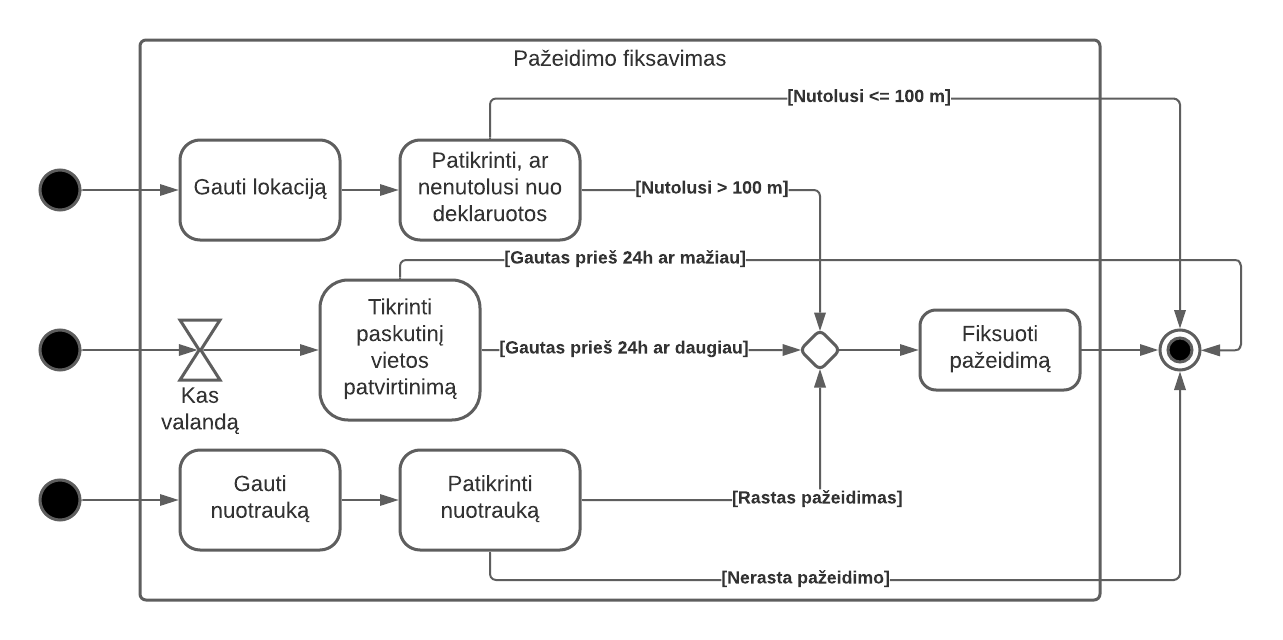 Pažeidimo fiksavimas
[Nutolusi <= 100 m]
Gauti lokaciją
Patikrinti, ar
nenutolusi nuo
deklaruotos
[Nutolusi > 100 m]
[Gautas prieš 24h ar mažiau]
Kas
valandą
Tikrinti
paskutinį
vietos
patvirtinimą
[Gautas prieš 24h ar daugiau]
Fiksuoti
pažeidimą
Gauti
nuotrauką
Patikrinti
nuotrauką
[Rastas pažeidimas]
[Nerasta pažeidimo]